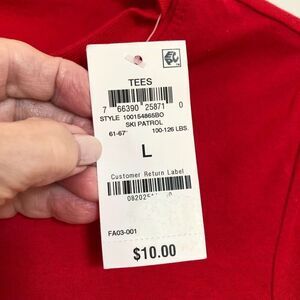 TEES
7 66390 25871 0
STYLE 100154865BO
SKI PATROL
61-67" 100-126 LBS.
L
Customer Return Label
FA03-001
$10.00